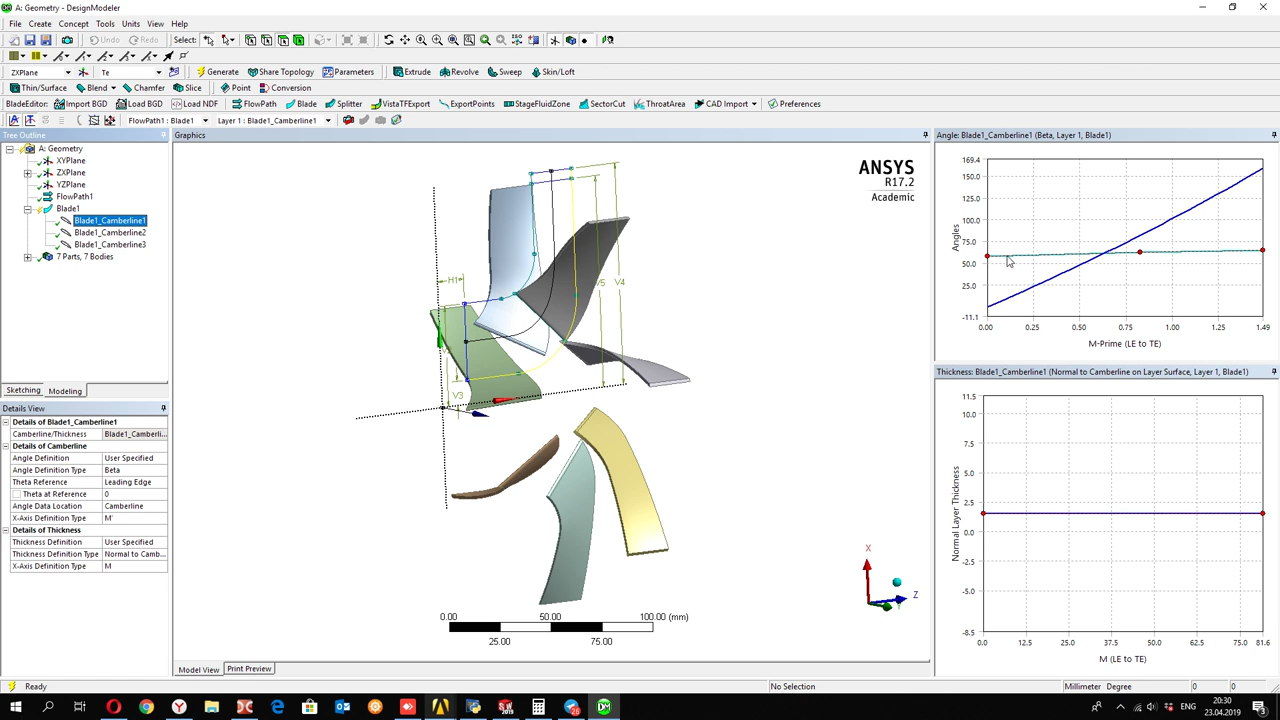 A: Geometry - DesignModeler
File Create Concept Tools Units View Help
Undo Redo Select:
ZXPlane Te Generate Share Topology Parameters Extrude Revolve Sweep Skin/Loft
Thin/Surface Blend Chamfer Slice Point Conversion
BladeEditor: Import BGD Load BGD Load NDF FlowPath Blade Splitter VistaTFExport ExportPoints StageFluidZone SectorCut ThroatArea CAD Import Preferences
FlowPath1 : Blade1 Layer 1 : Blade1_Camberline1
Tree Outline
A: Geometry
XYPlane
ZXPlane
YZPlane
FlowPath1
Blade1
Blade1_Camberline1
Blade1_Camberline2
Blade1_Camberline3
7 Parts, 7 Bodies
Sketching Modeling
Details View
Details of Blade1_Camberline1
Camberline/Thickness Blade1_Camberli...
Details of Camberline
Angle Definition User Specified
Angle Definition Type Beta
Theta Reference Leading Edge
Theta at Reference 0
Angle Data Location Camberline
X-Axis Definition Type M'
Details of Thickness
Thickness Definition User Specified
Thickness Definition Type Normal to Camb...
X-Axis Definition Type M
Graphics
ANSYS
R17.2
Academic
H1
V5
V4
V3
X
Z
0.00 50.00 100.00 (mm)
25.00 75.00
Model View Print Preview
Angle: Blade1_Camberline1 (Beta, Layer 1, Blade1)
169.4
125.0
100.0
75.0
50.0
25.0
-11.1
Angles
0.00 0.25 0.50 0.75 1.00 1.25 1.49
M-Prime (LE to TE)
Thickness: Blade1_Camberline1 (Normal to Camberline on Layer Surface, Layer 1, Blade1)
11.5
10.0
7.5
5.0
2.5
0.0
-2.5
-5.0
-8.5
Normal Layer Thickness
0.0 12.5 25.0 37.5 50.0 62.5 75.0 81.6
M (LE to TE)
Ready No Selection Millimeter Degree 0 0
ENG 20:30
23.04.2019